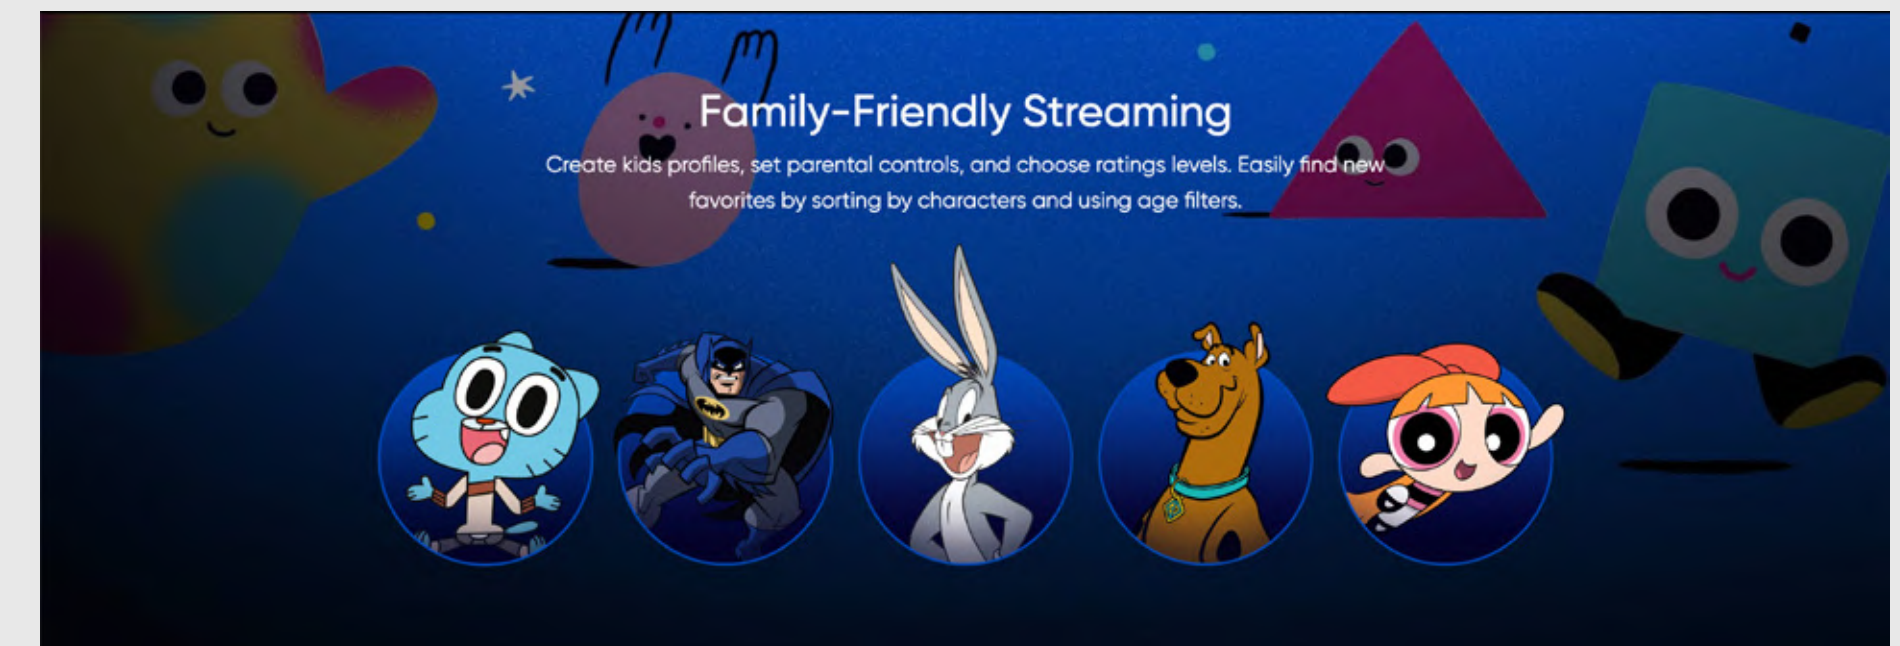 Family-Friendly Streaming
Create kids profiles, set parental controls, and choose ratings levels. Easily find new
favorites by sorting by characters and using age filters.